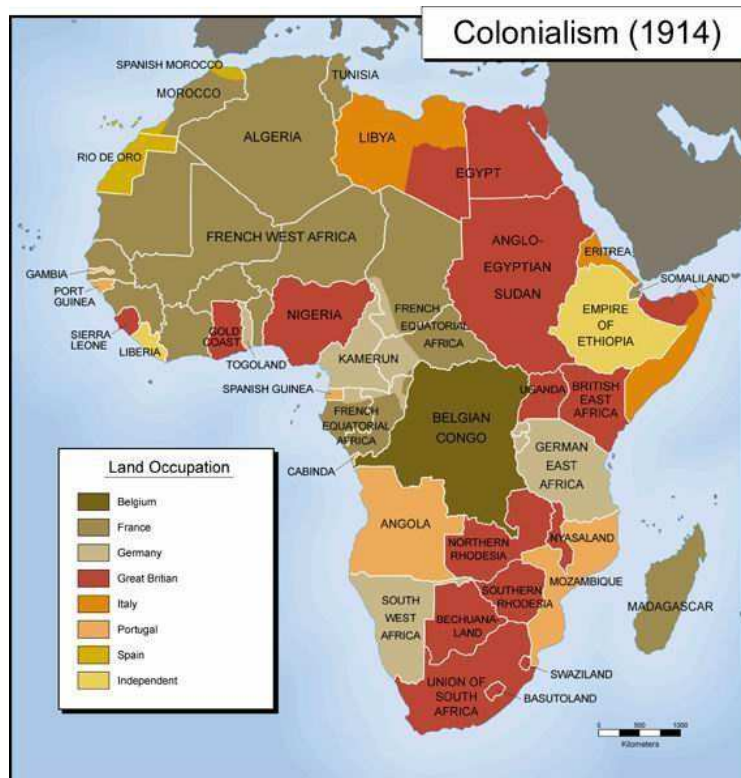 Colonialism (1914)
SPANISH MOROCCO
MOROCCO
TUNISIA
ALGERIA
LIBYA
EGYPT
RIO DE ORO
FRENCH WEST AFRICA
ANGLO-
EGYPTIAN
SUDAN
ERITREA
SOMALILAND
GAMBIA
PORT
GUINEA
SIERRA
LEONE
LIBERIA
GOLD
COAST
TOGOLAND
NIGERIA
KAMERUN
FRENCH
EQUATORIAL
AFRICA
EMPIRE
OF
ETHIOPIA
SPANISH GUINEA
FRENCH
EQUATORIAL
AFRICA
CABINDA
BELGIAN
CONGO
UGANDA
BRITISH
EAST
AFRICA
GERMAN
EAST
AFRICA
ANGOLA
NORTHERN
RHODESIA
NYASALAND
MOZAMBIQUE
SOUTHERN
RHODESIA
MADAGASCAR
SOUTH
WEST
AFRICA
BECHUANA-
LAND
SWAZILAND
BASUTOLAND
UNION OF
SOUTH
AFRICA
Land Occupation
Belgium
France
Germany
Great Britian
Italy
Portugal
Spain
Independent
0 500 1000
Kilometers